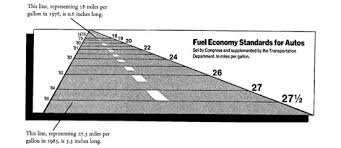 This line, representing 18 miles per
gallon in 1978, is 0.6 inches long.
Fuel Economy Standards for Autos
Set by Congress and supplemented by the Transportation
Department. In miles per gallon.
18
19
20
22
24
26
27
27½
This line, representing 27.5 miles per
gallon in 1985, is 5.3 inches long.